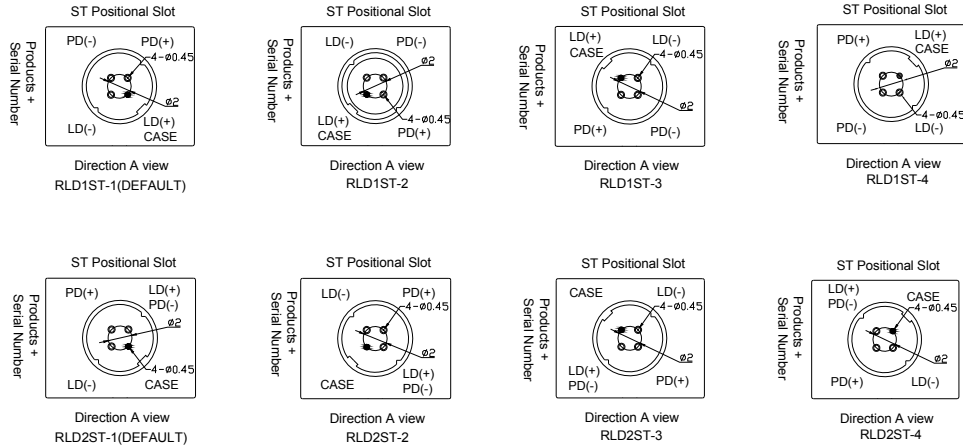 ST Positional Slot
PD(-) PD(+)
4-ø0.45
ø2
LD(-) LD(+)
CASE
Products +
Serial Number
Direction A view
RLD1ST-1(DEFAULT)
ST Positional Slot
LD(-) PD(-)
ø2
4-ø0.45
LD(+) PD(+)
CASE
Products +
Serial Number
Direction A view
RLD1ST-2
ST Positional Slot
LD(+) LD(-)
CASE
4-ø0.45
ø2
PD(+) PD(-)
Products +
Serial Number
Direction A view
RLD1ST-3
ST Positional Slot
PD(+) LD(+)
CASE
ø2
4-ø0.45
PD(-) LD(-)
Products +
Serial Number
Direction A view
RLD1ST-4
ST Positional Slot
PD(+) LD(+)
PD(-)
ø2
4-ø0.45
LD(-) CASE
Products +
Serial Number
Direction A view
RLD2ST-1(DEFAULT)
ST Positional Slot
LD(-) PD(+)
4-ø0.45
ø2
LD(+)
CASE PD(-)
Products +
Serial Number
Direction A view
RLD2ST-2
ST Positional Slot
CASE LD(-)
4-ø0.45
ø2
LD(+) PD(+)
PD(-)
Products +
Serial Number
Direction A view
RLD2ST-3
ST Positional Slot
LD(+) CASE
PD(-)
4-ø0.45
ø2
PD(+) LD(-)
Products +
Serial Number
Direction A view
RLD2ST-4